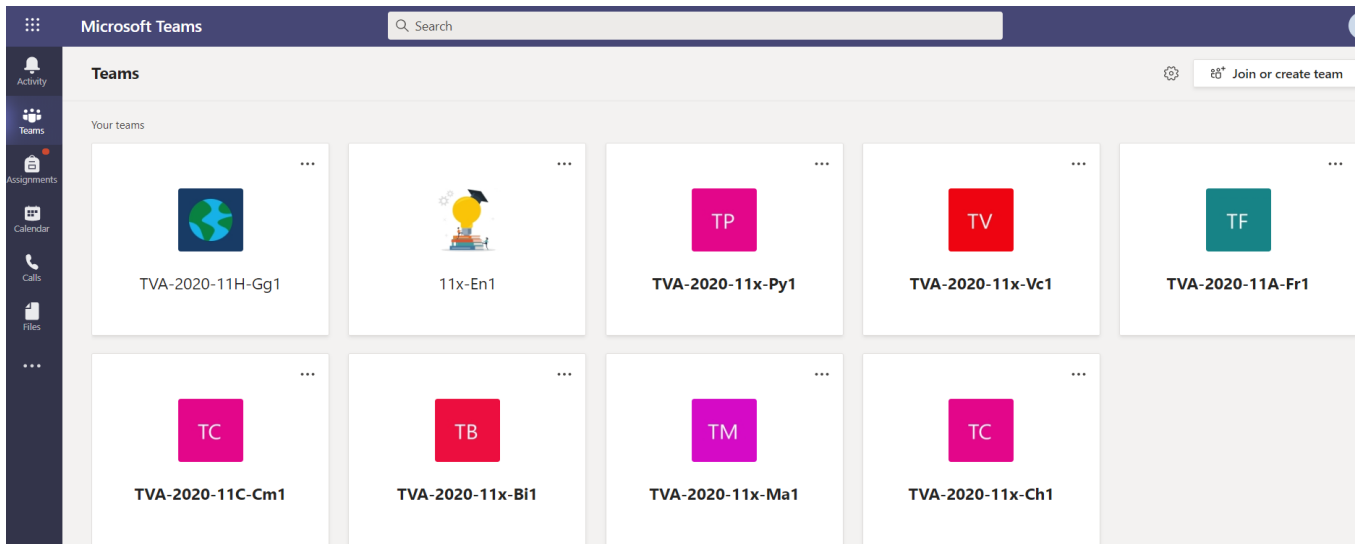 Microsoft Teams
Search
Activity
Teams
Assignments
Calendar
Calls
Files
Teams
Join or create team
Your teams
TVA-2020-11H-Gg1
11x-En1
TP
TVA-2020-11x-Py1
TV
TVA-2020-11x-Vc1
TF
TVA-2020-11A-Fr1
TC
TVA-2020-11C-Cm1
TB
TVA-2020-11x-Bi1
TM
TVA-2020-11x-Ma1
TC
TVA-2020-11x-Ch1